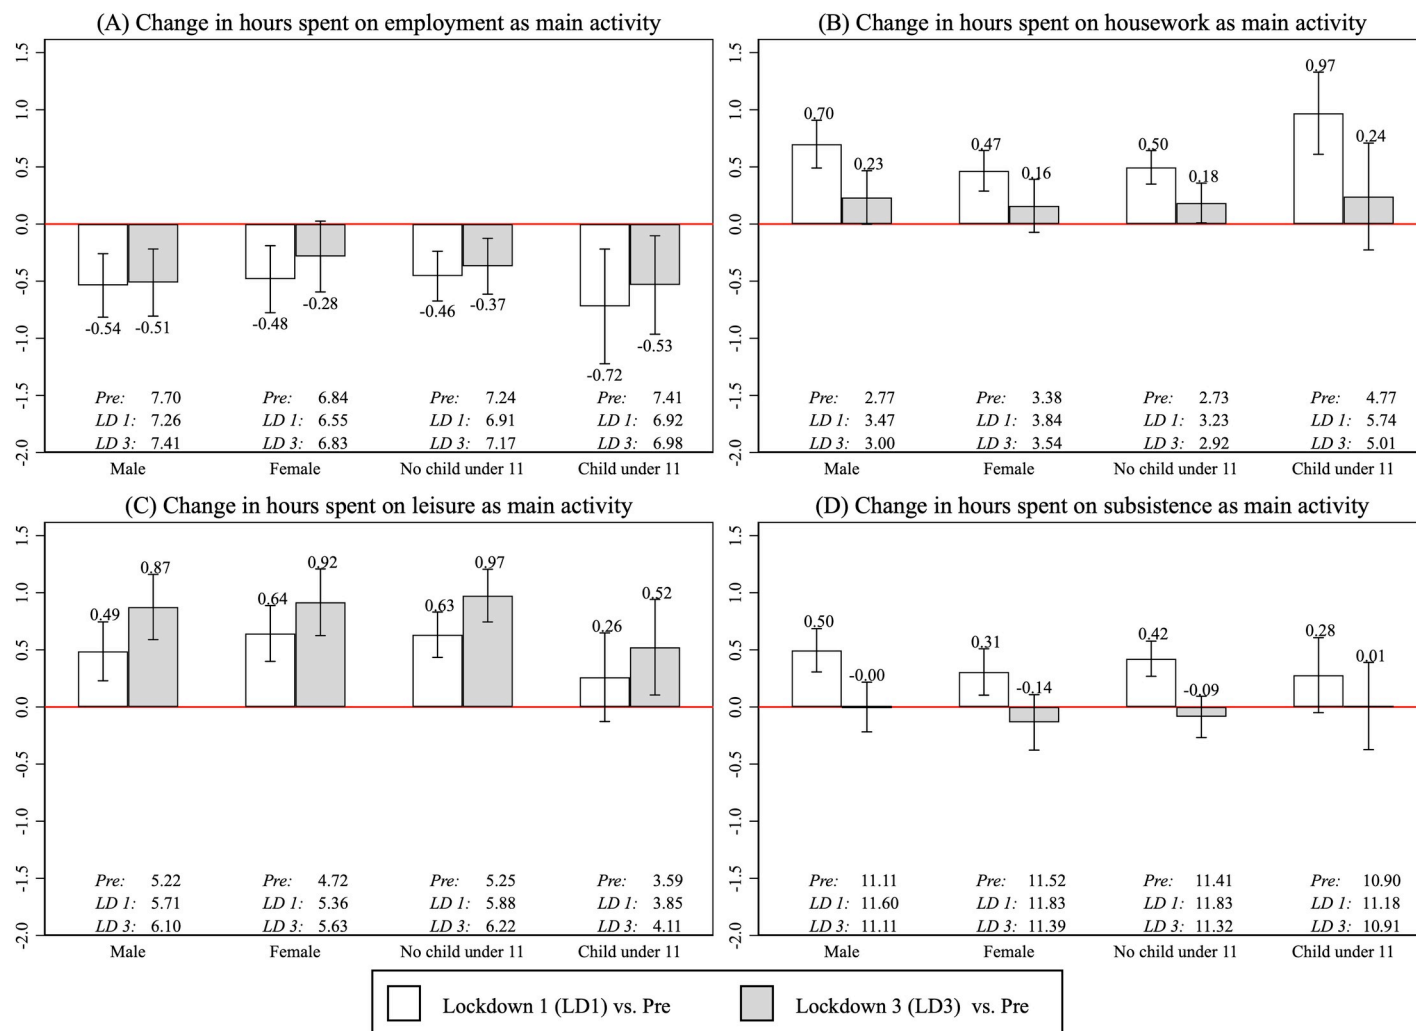 (A) Change in hours spent on employment as main activity
1.5
1.0
0.5
0.0
-0.5
-1.0
-1.5
-2.0
-0.54 -0.51
-0.48 -0.28
-0.46 -0.37
-0.72 -0.53
Pre: 7.70 Pre: 6.84 Pre: 7.24 Pre: 7.41
LD 1: 7.26 LD 1: 6.55 LD 1: 6.91 LD 1: 6.92
LD 3: 7.41 LD 3: 6.83 LD 3: 7.17 LD 3: 6.98
Male Female No child under 11 Child under 11
(B) Change in hours spent on housework as main activity
1.5
1.0
0.5
0.0
-0.5
-1.0
-1.5
-2.0
0.70 0.23
0.47 0.16
0.50 0.18
0.97 0.24
Pre: 2.77 Pre: 3.38 Pre: 2.73 Pre: 4.77
LD 1: 3.47 LD 1: 3.84 LD 1: 3.23 LD 1: 5.74
LD 3: 3.00 LD 3: 3.54 LD 3: 2.92 LD 3: 5.01
Male Female No child under 11 Child under 11
(C) Change in hours spent on leisure as main activity
1.5
1.0
0.5
0.0
-0.5
-1.0
-1.5
-2.0
0.49 0.87
0.64 0.92
0.63 0.97
0.26 0.52
Pre: 5.22 Pre: 4.72 Pre: 5.25 Pre: 3.59
LD 1: 5.71 LD 1: 5.36 LD 1: 5.88 LD 1: 3.85
LD 3: 6.10 LD 3: 5.63 LD 3: 6.22 LD 3: 4.11
Male Female No child under 11 Child under 11
(D) Change in hours spent on subsistence as main activity
1.5
1.0
0.5
0.0
-0.5
-1.0
-1.5
-2.0
0.50 -0.00
0.31 -0.14
0.42 -0.09
0.28 0.01
Pre: 11.11 Pre: 11.52 Pre: 11.41 Pre: 10.90
LD 1: 11.60 LD 1: 11.83 LD 1: 11.83 LD 1: 11.18
LD 3: 11.11 LD 3: 11.39 LD 3: 11.32 LD 3: 10.91
Male Female No child under 11 Child under 11
Lockdown 1 (LD1) vs. Pre
Lockdown 3 (LD3) vs. Pre